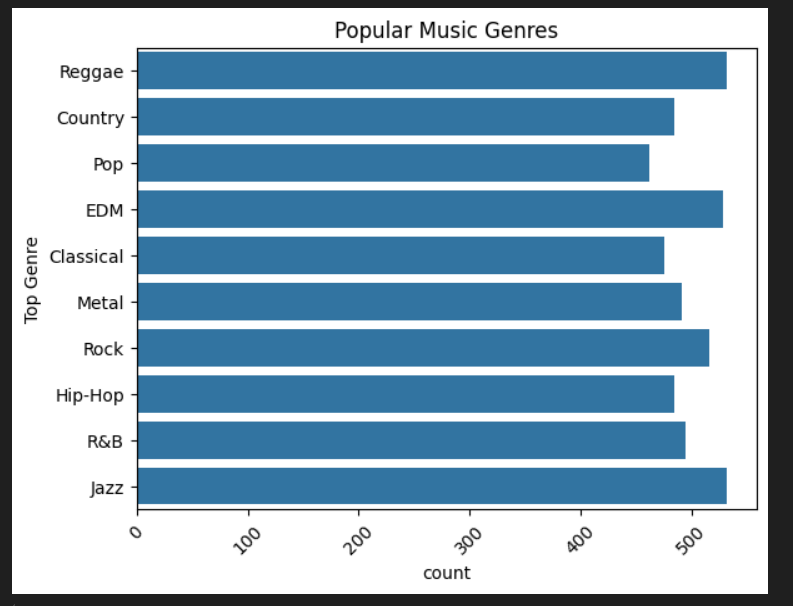 Popular Music Genres
Top Genre
Reggae
Country
Pop
EDM
Classical
Metal
Rock
Hip-Hop
R&B
Jazz
0 100 200 300 400 500
count